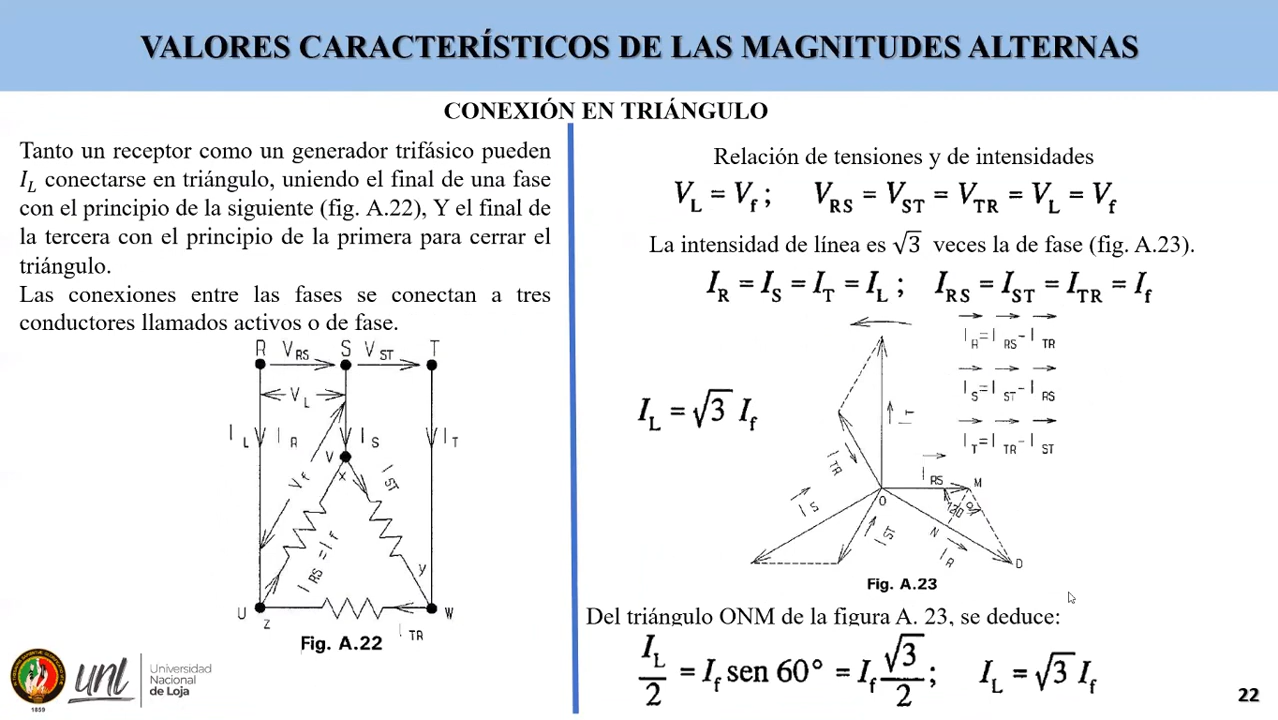 VALORES CARACTERÍSTICOS DE LAS MAGNITUDES ALTERNAS
CONEXIÓN EN TRIÁNGULO
Tanto un receptor como un generador trifásico pueden
I_L conectarse en triángulo, uniendo el final de una fase
con el principio de la siguiente (fig. A.22), Y el final de
la tercera con el principio de la primera para cerrar el
triángulo.
Las conexiones entre las fases se conectan a tres
conductores llamados activos o de fase.
R V_RS S V_ST T
V_L
I_L I_R I_S I_T
V X
V_f I_ST
I_RS = I_f
Y
U Z W
I_TR
Fig. A.22
Relación de tensiones y de intensidades
V_L = V_f ; V_RS = V_ST = V_TR = V_L = V_f
La intensidad de línea es √3 veces la de fase (fig. A.23).
I_R = I_S = I_T = I_L ; I_RS = I_ST = I_TR = I_f
I_R = I_RS - I_TR
I_S = I_ST - I_RS
I_T = I_TR - I_ST
I_L = √3 I_f
I_T
I_TR I_RS M
I_S O
I_ST N I_R D
Fig. A.23
Del triángulo ONM de la figura A. 23, se deduce:
I_L/2 = I_f sen 60° = I_f √3/2 ; I_L = √3 I_f
1859
unl
Universidad
Nacional
de Loja
22